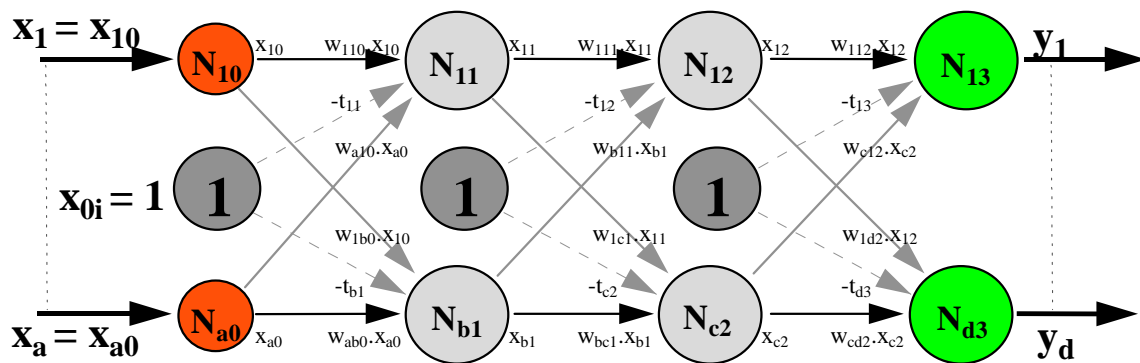 x1 = x10
N10
x10
w110.x10
N11
x11
w111.x11
N12
x12
w112.x12
N13
y1
-t11
-t12
-t13
wa10.xa0
wb11.xb1
wc12.xc2
x0i = 1
1
1
1
w1b0.x10
w1c1.x11
w1d2.x12
-tb1
-tc2
-td3
xa = xa0
Na0
xa0
wab0.xa0
Nb1
xb1
wbc1.xb1
Nc2
xc2
wcd2.xc2
Nd3
yd